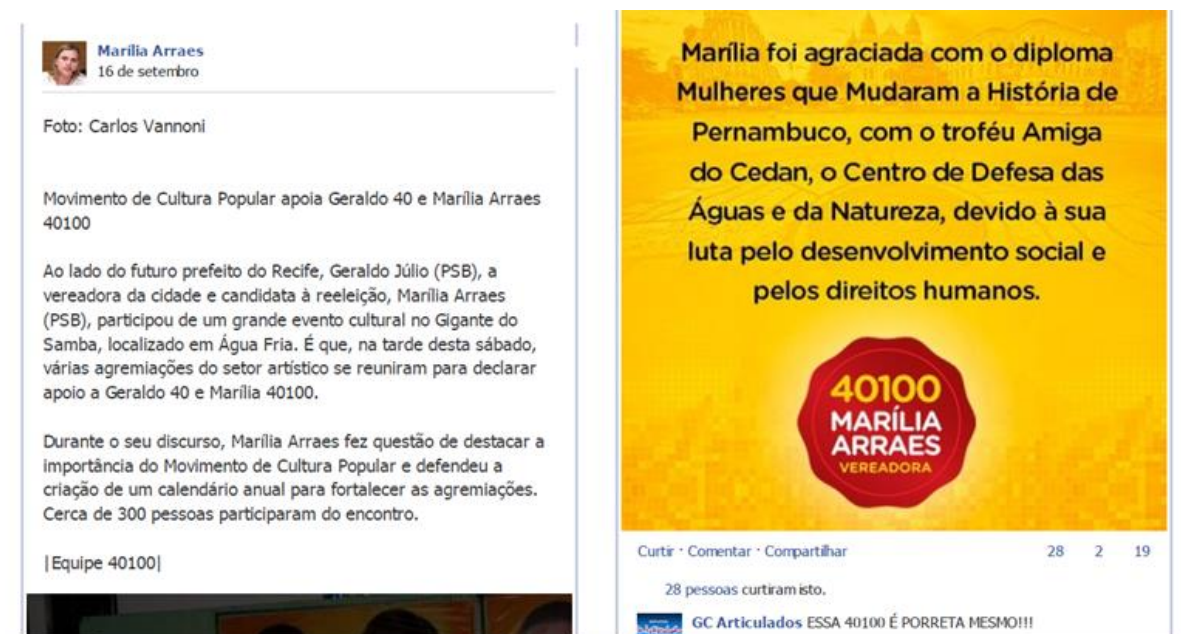 Marília Arraes
16 de setembro
Foto: Carlos Vannoni
Movimento de Cultura Popular apoia Geraldo 40 e Marília Arraes
40100
Ao lado do futuro prefeito do Recife, Geraldo Júlio (PSB), a
vereadora da cidade e candidata à reeleição, Marília Arraes
(PSB), participou de um grande evento cultural no Gigante do
Samba, localizado em Água Fria. É que, na tarde desta sábado,
várias agremiações do setor artístico se reuniram para declarar
apoio a Geraldo 40 e Marília 40100.
Durante o seu discurso, Marília Arraes fez questão de destacar a
importância do Movimento de Cultura Popular e defendeu a
criação de um calendário anual para fortalecer as agremiações.
Cerca de 300 pessoas participaram do encontro.
|Equipe 40100|
Marília foi agraciada com o diploma
Mulheres que Mudaram a História de
Pernambuco, com o troféu Amiga
do Cedan, o Centro de Defesa das
Águas e da Natureza, devido à sua
luta pelo desenvolvimento social e
pelos direitos humanos.
40100
MARÍLIA
ARRAES
VEREADORA
Curtir · Comentar · Compartilhar 28 2 19
28 pessoas curtiram isto.
GC Articulados ESSA 40100 É PORRETA MESMO!!!